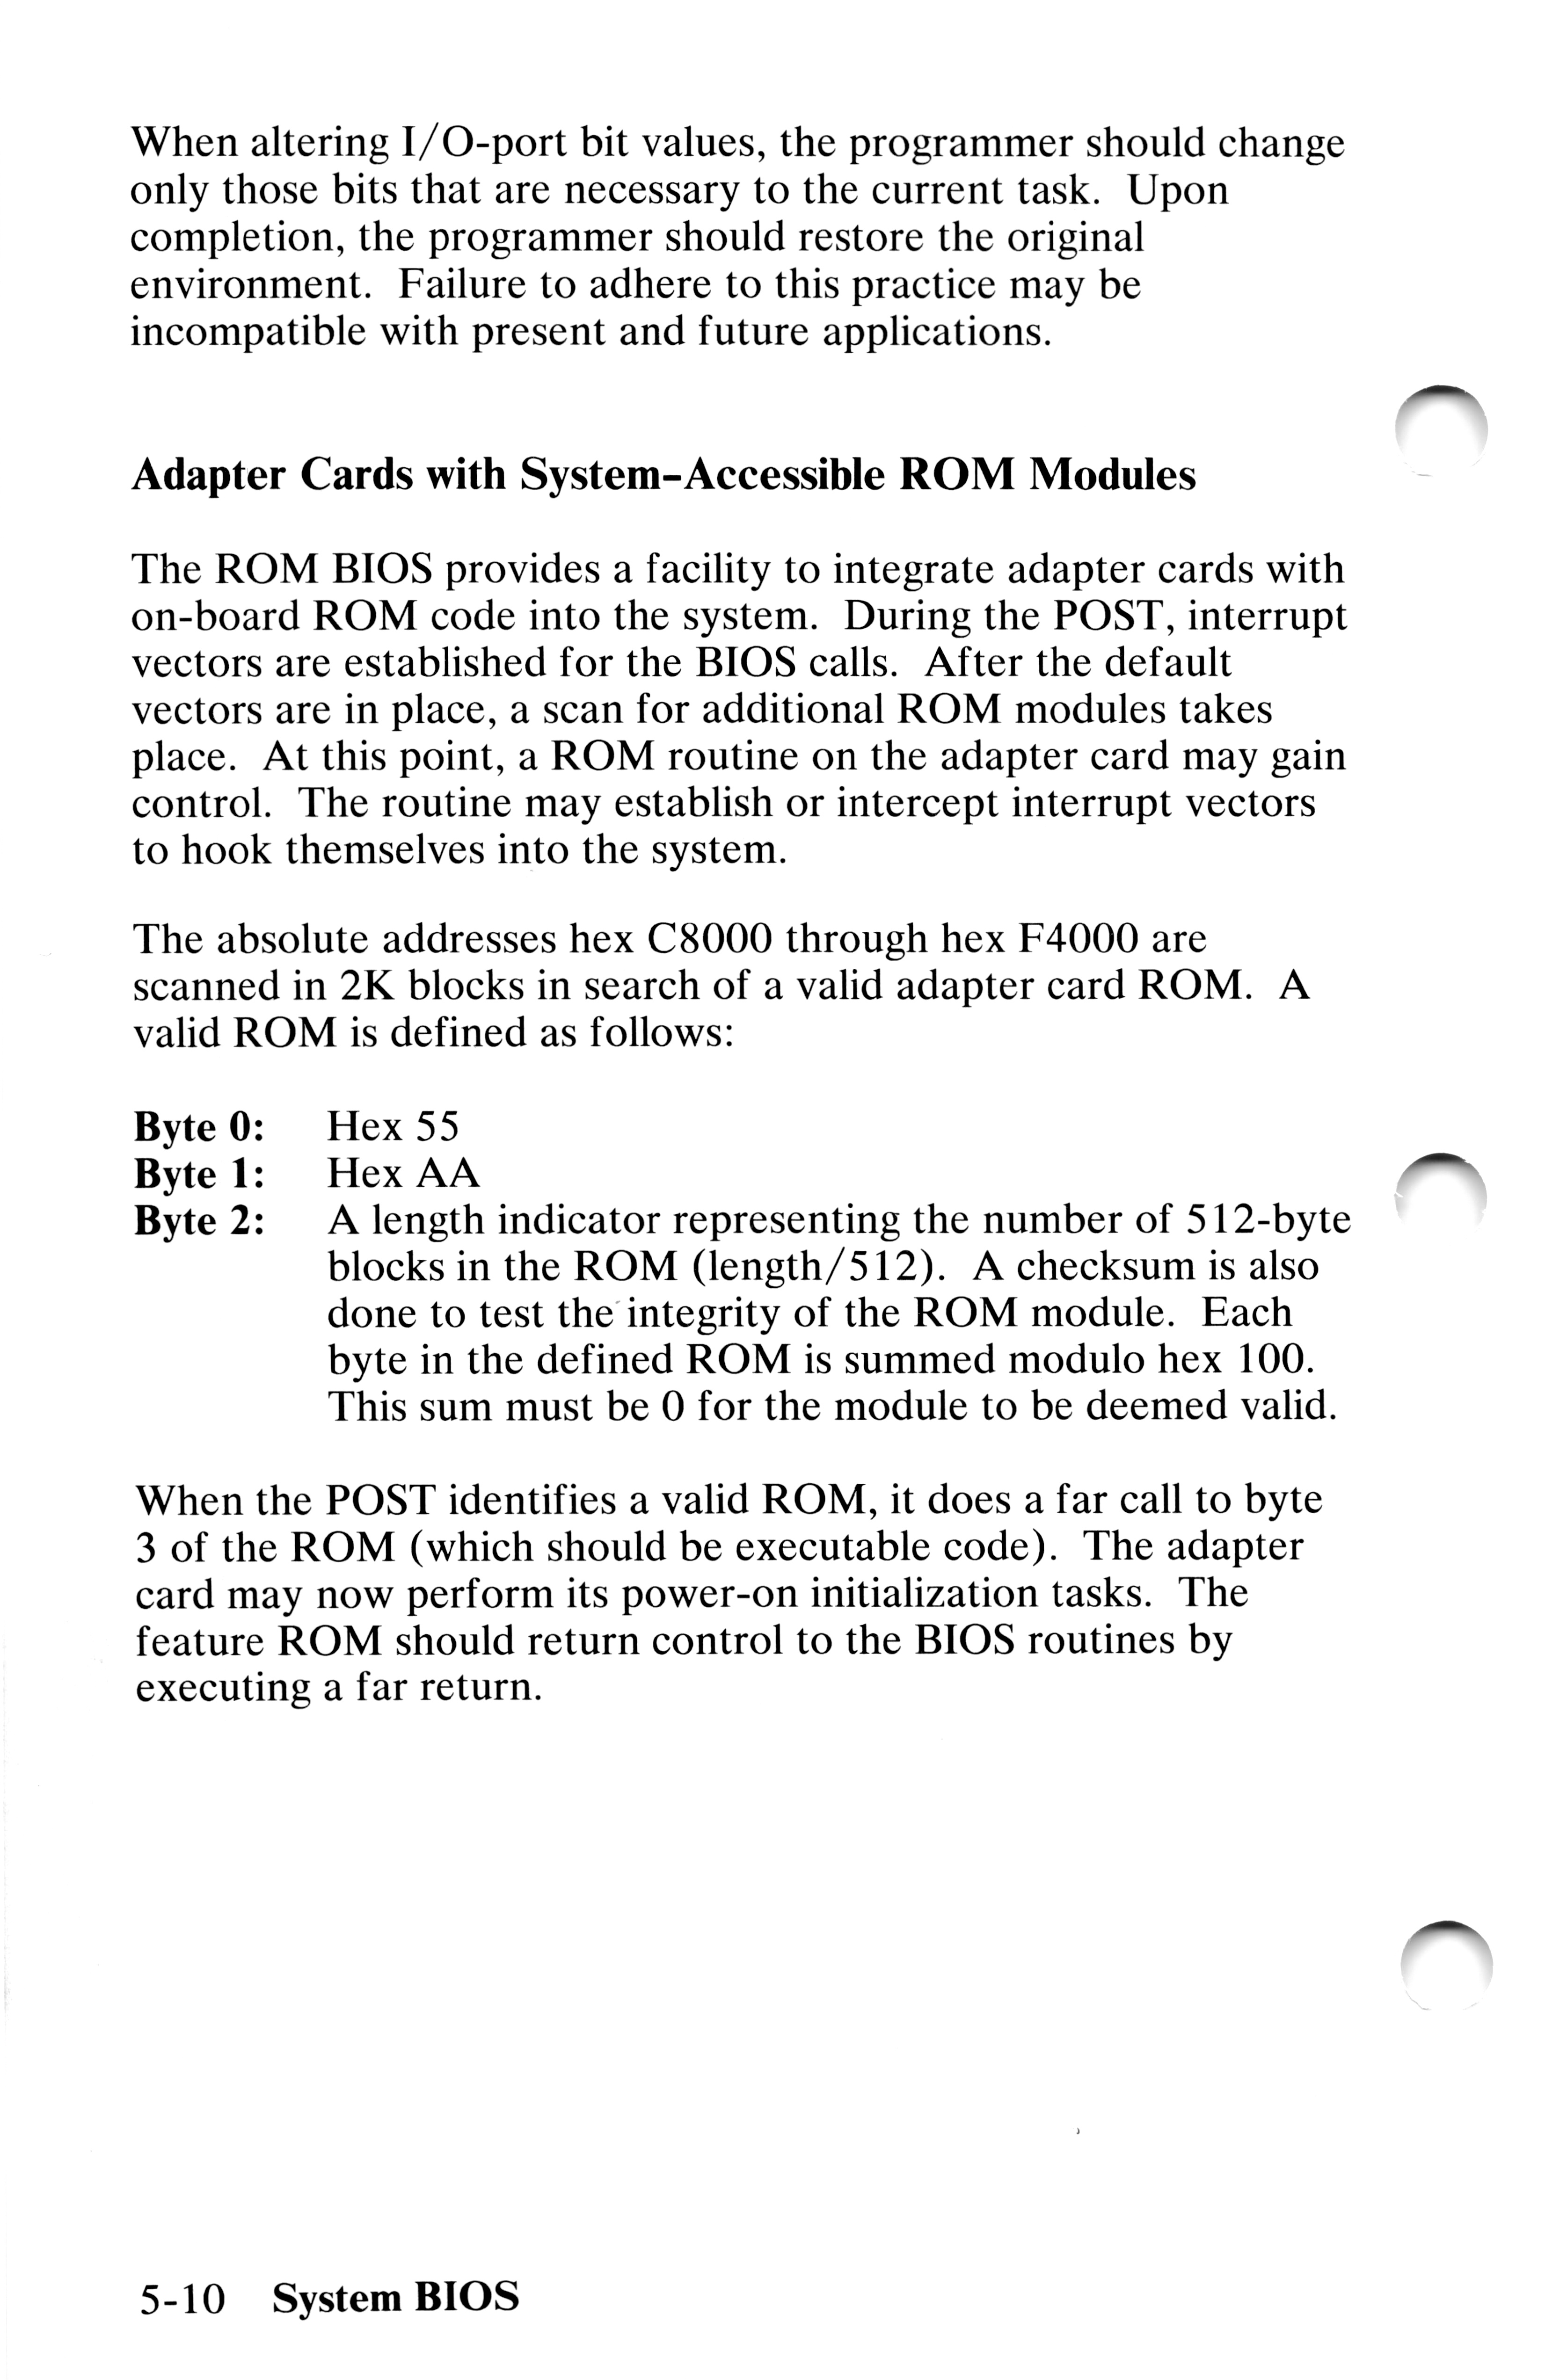 When altering I/O-port bit values, the programmer should change
only those bits that are necessary to the current task.  Upon
completion, the programmer should restore the original
environment.  Failure to adhere to this practice may be
incompatible with present and future applications.
Adapter Cards with System-Accessible ROM Modules
The ROM BIOS provides a facility to integrate adapter cards with
on-board ROM code into the system.  During the POST, interrupt
vectors are established for the BIOS calls.  After the default
vectors are in place, a scan for additional ROM modules takes
place.  At this point, a ROM routine on the adapter card may gain
control.  The routine may establish or intercept interrupt vectors
to hook themselves into the system.
The absolute addresses hex C8000 through hex F4000 are
scanned in 2K blocks in search of a valid adapter card ROM.  A
valid ROM is defined as follows:
Byte 0: Hex 55
Byte 1: Hex AA
Byte 2: A length indicator representing the number of 512-byte
blocks in the ROM (length/512).  A checksum is also
done to test the integrity of the ROM module.  Each
byte in the defined ROM is summed modulo hex 100.
This sum must be 0 for the module to be deemed valid.
When the POST identifies a valid ROM, it does a far call to byte
3 of the ROM (which should be executable code).  The adapter
card may now perform its power-on initialization tasks.  The
feature ROM should return control to the BIOS routines by
executing a far return.
5-10 System BIOS